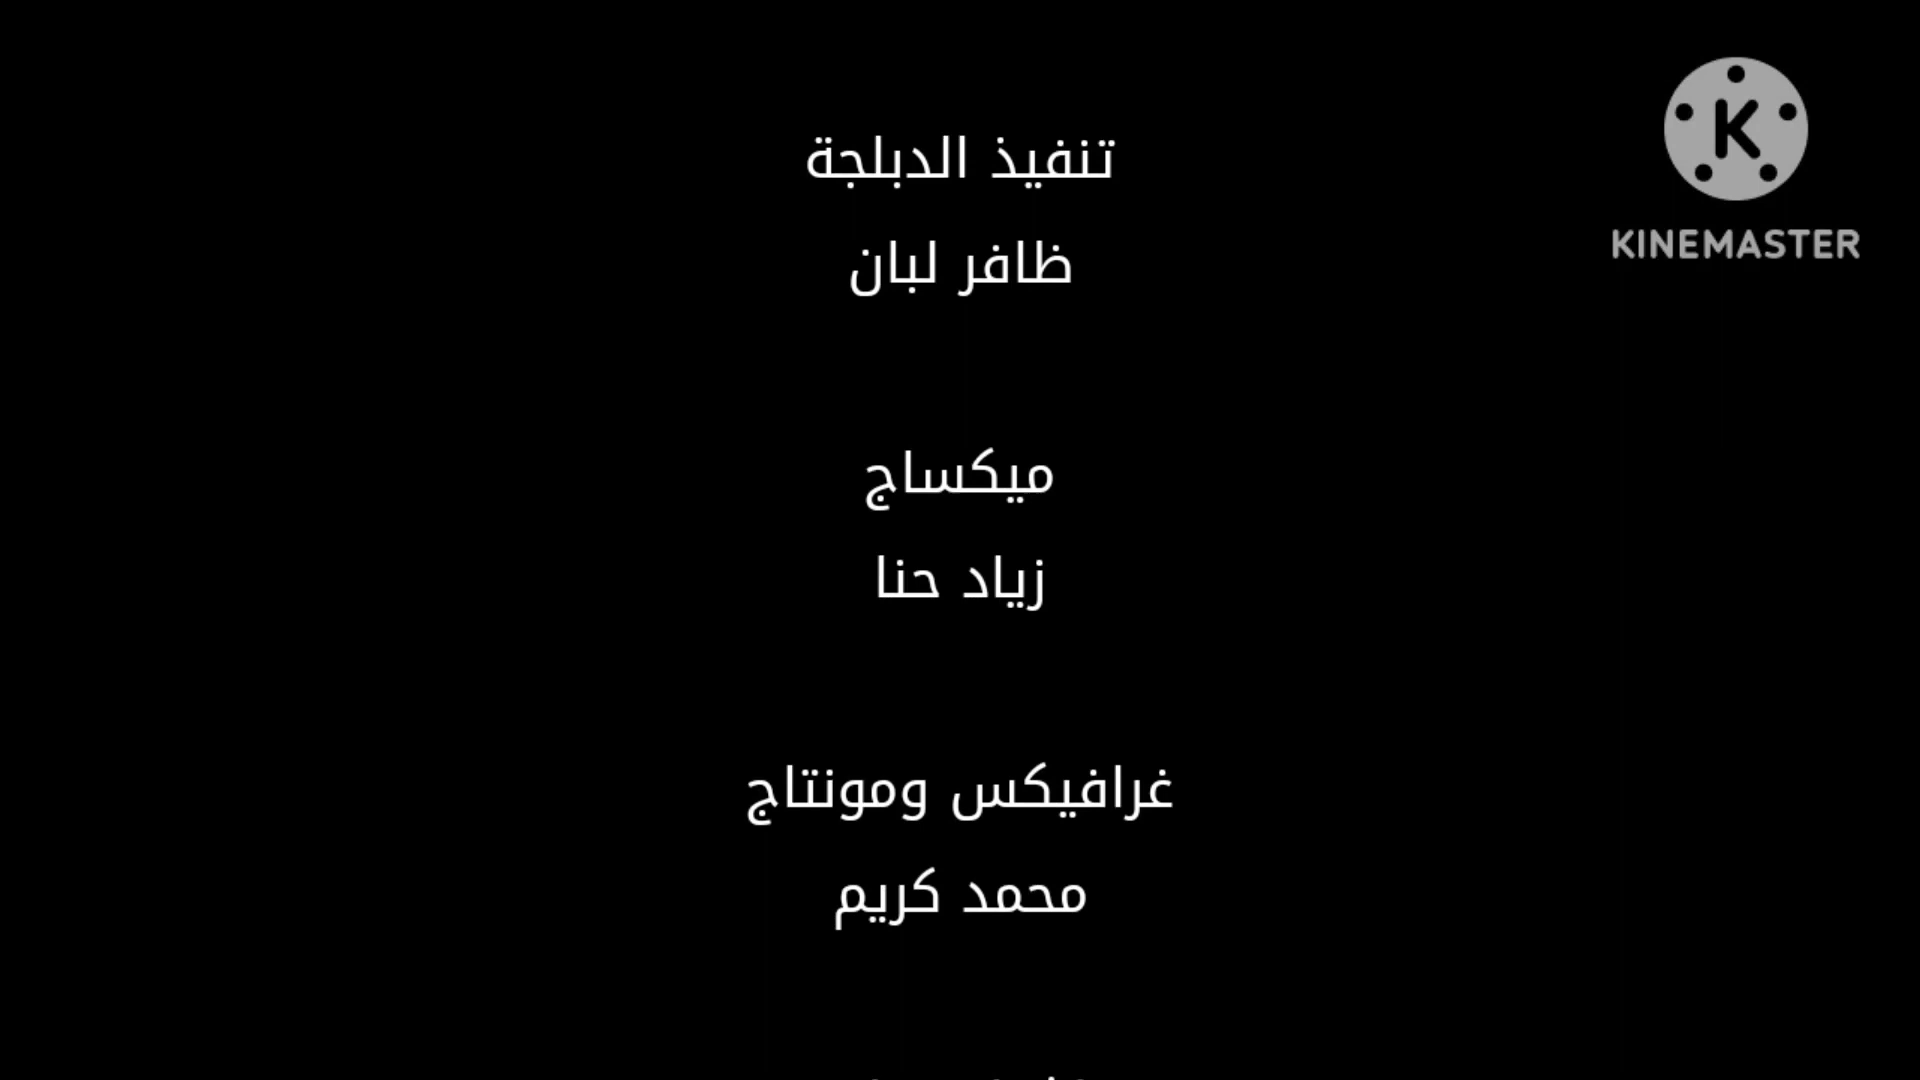 تنفيذ الدبلجة
ظافر لبان
ميكساج
زياد حنا
غرافيكس ومونتاج
محمد كريم
K
KINEMASTER